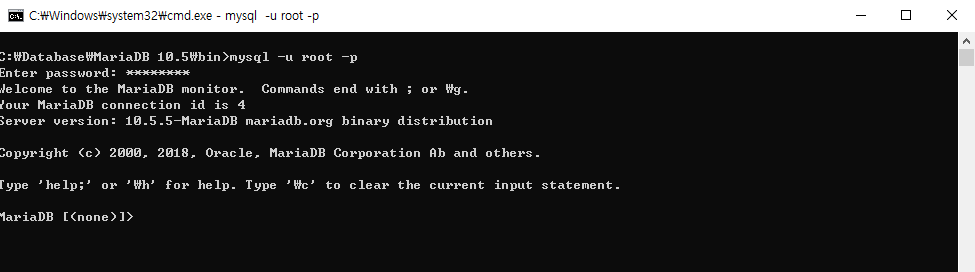 C:₩Windows₩system32₩cmd.exe - mysql  -u root -p
C:₩Database₩MariaDB 10.5₩bin>mysql -u root -p
Enter password: ********
Welcome to the MariaDB monitor.  Commands end with ; or ₩g.
Your MariaDB connection id is 4
Server version: 10.5.5-MariaDB mariadb.org binary distribution
Copyright (c) 2000, 2018, Oracle, MariaDB Corporation Ab and others.
Type 'help;' or '₩h' for help. Type '₩c' to clear the current input statement.
MariaDB [(none)]>